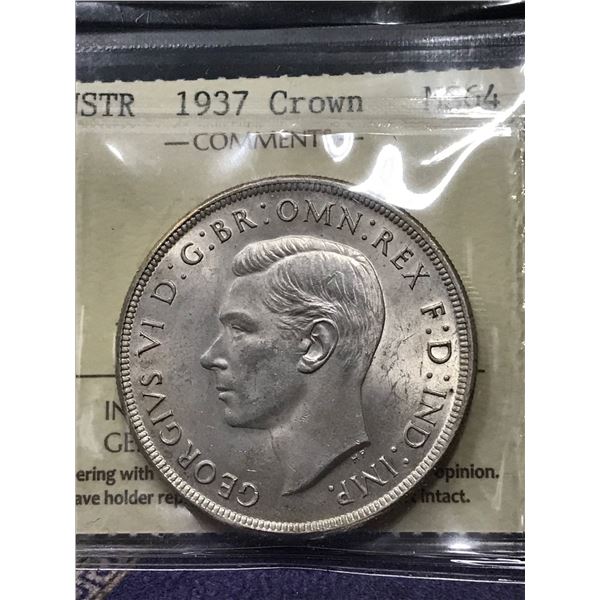 USTR 1937 Crown MS64
— COMMENTS —
GEORGIVS VI D:G:BR:OMN:REX F:D:IND:IMP.
HP
IN
GE
ering with opinion.
ave holder rep intact.